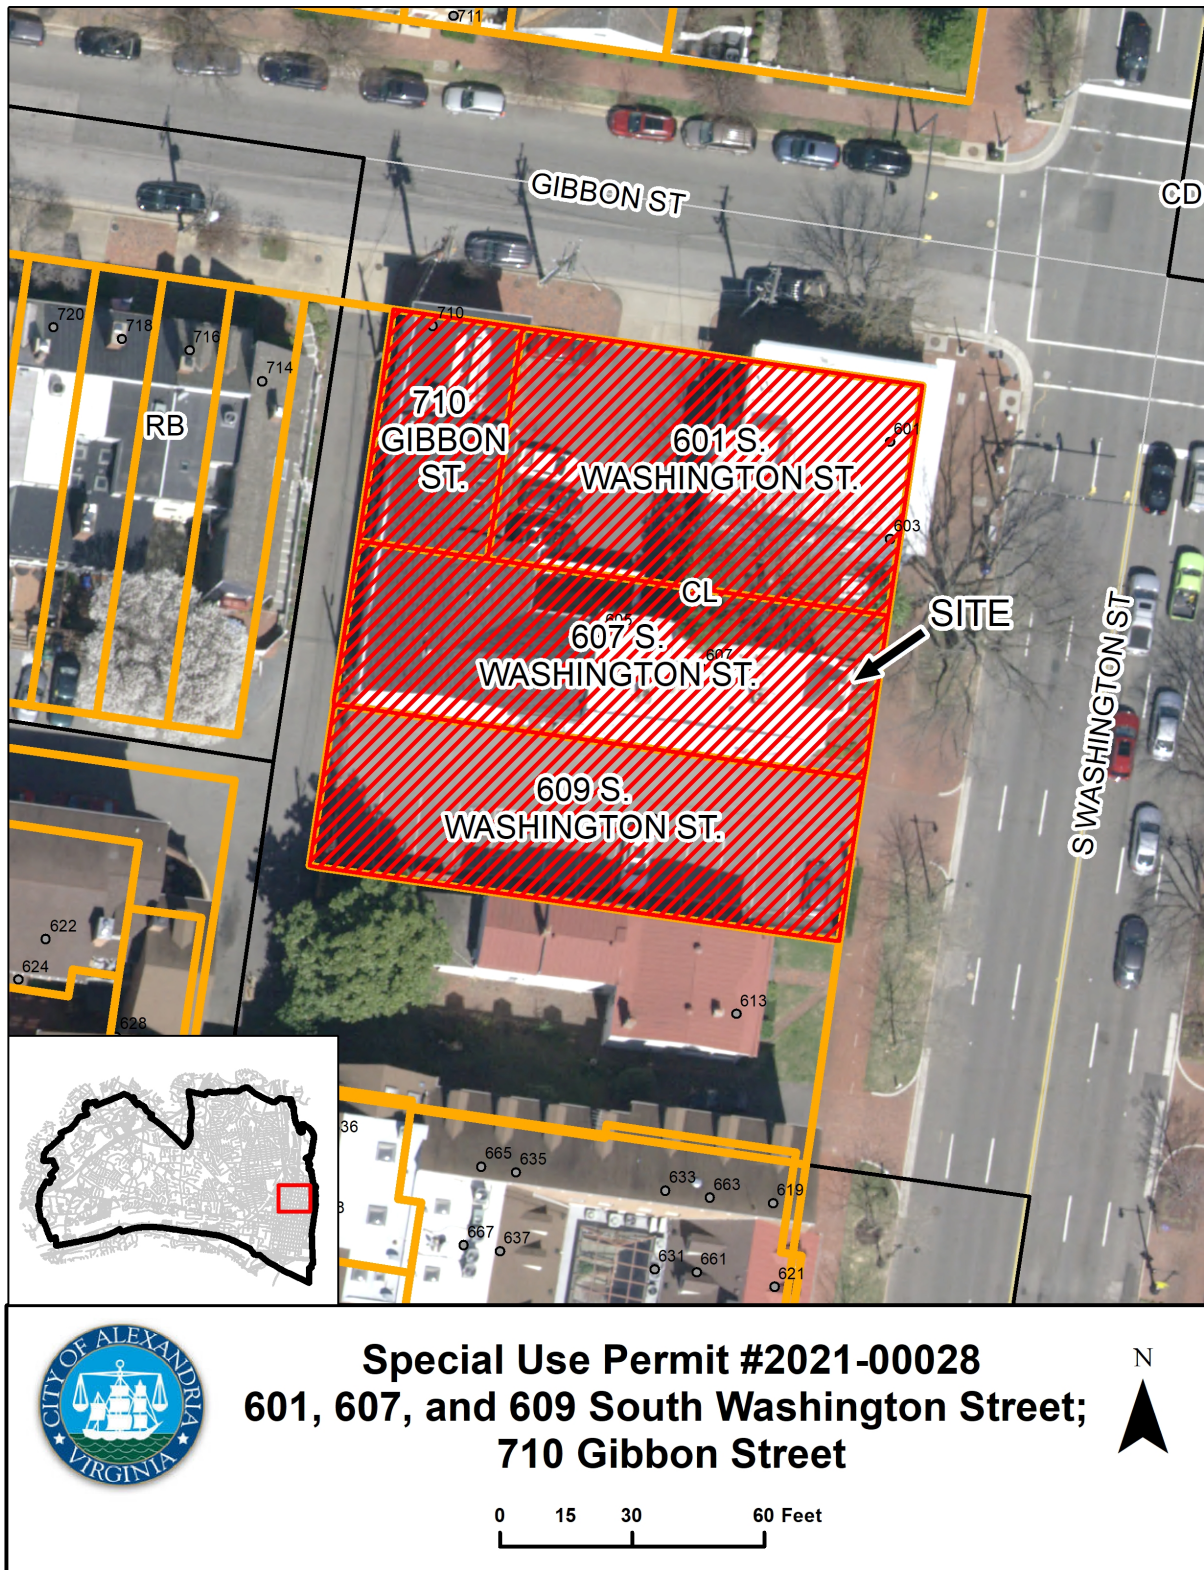 711
GIBBON ST
CD
720
718
716
714
RB
710
710
GIBBON
ST.
601
601 S.
WASHINGTON ST.
603
CL
605
607 S.
607
WASHINGTON ST.
SITE
S WASHINGTON ST
609 S.
WASHINGTON ST.
622
624
628
613
36
665
635
633
663
619
667
637
631
661
621
CITY OF ALEXANDRIA
VIRGINIA
Special Use Permit #2021-00028
601, 607, and 609 South Washington Street;
710 Gibbon Street
N
0 15 30 60 Feet